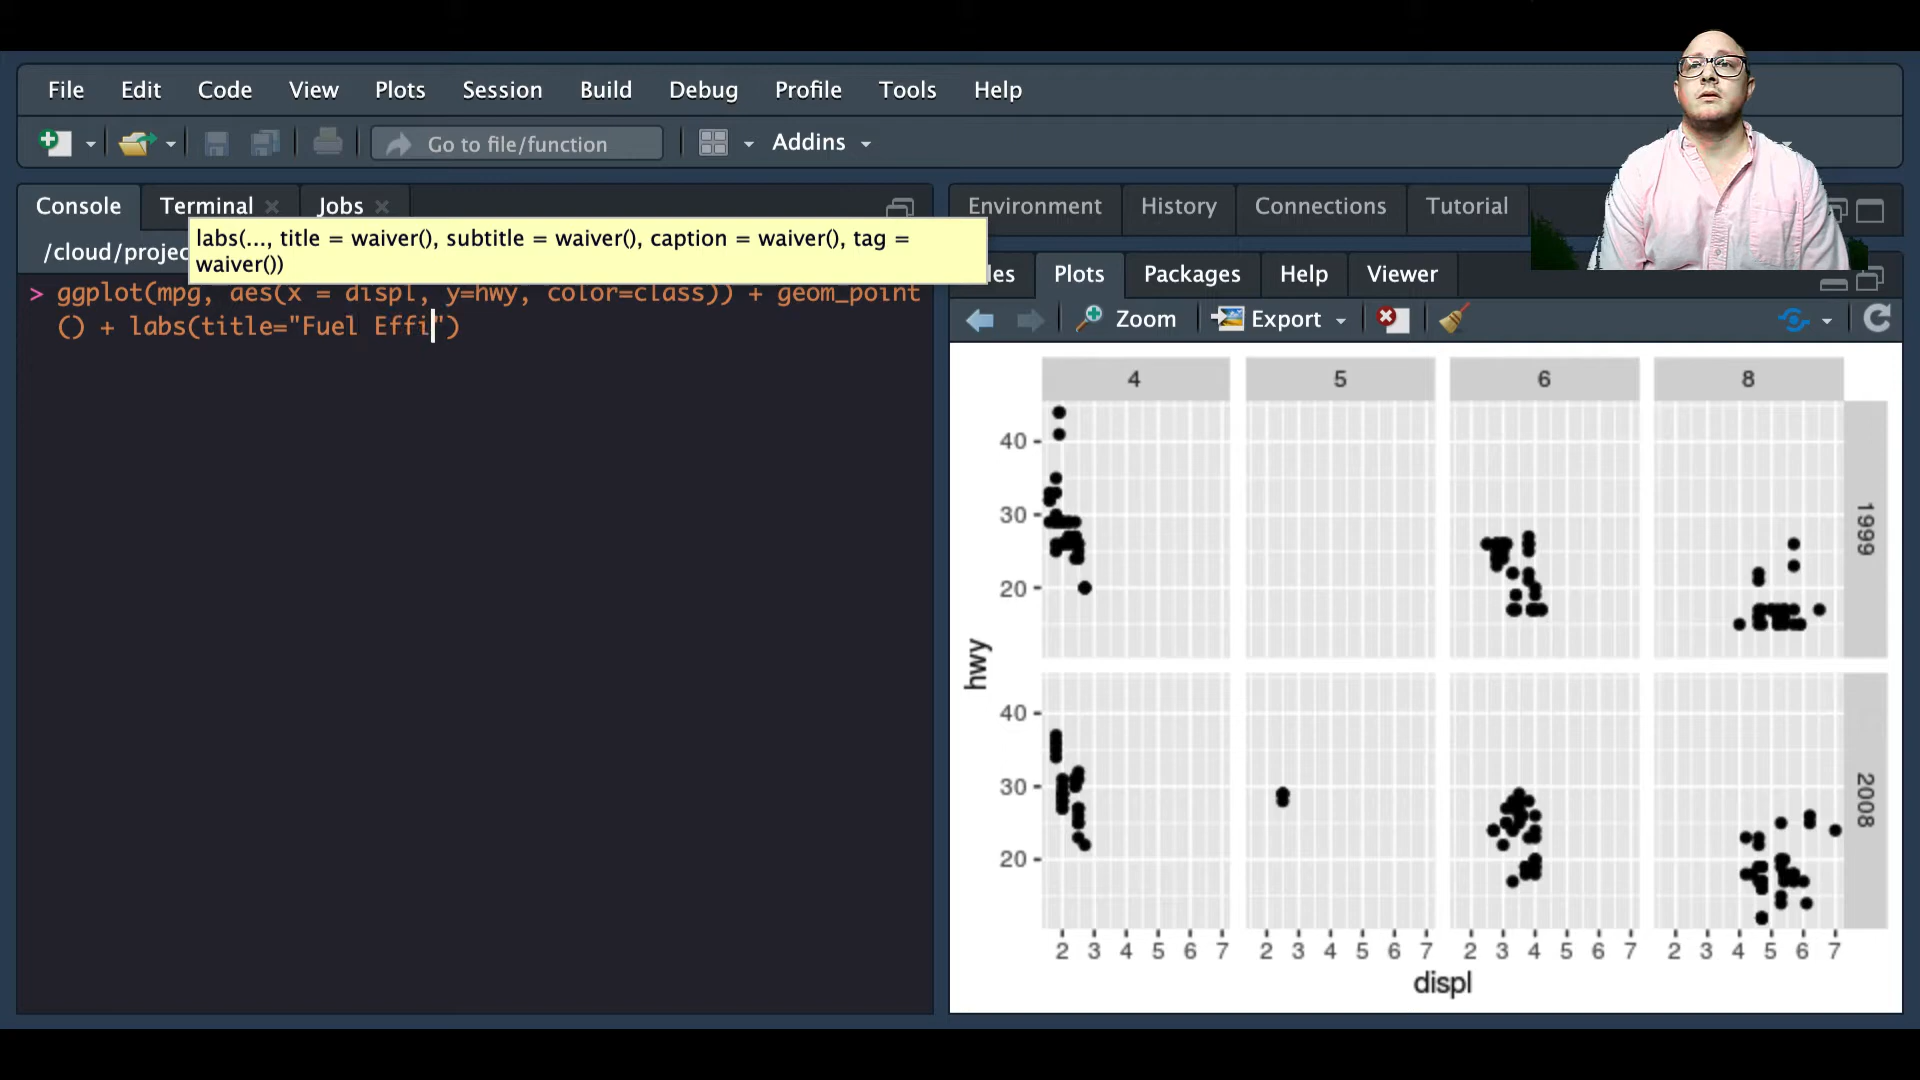 File Edit Code View Plots Session Build Debug Profile Tools Help
Go to file/function Addins
Console Terminal Jobs
/cloud/projec
labs(..., title = waiver(), subtitle = waiver(), caption = waiver(), tag =
waiver())
> ggplot(mpg, aes(x = displ, y=hwy, color=class)) + geom_point
() + labs(title="Fuel Effi")
Environment History Connections Tutorial
les Plots Packages Help Viewer
Zoom Export
4 5 6 8
40
30
20
1999
hwy
40
30
20
2008
2 3 4 5 6 7 2 3 4 5 6 7 2 3 4 5 6 7 2 3 4 5 6 7
displ